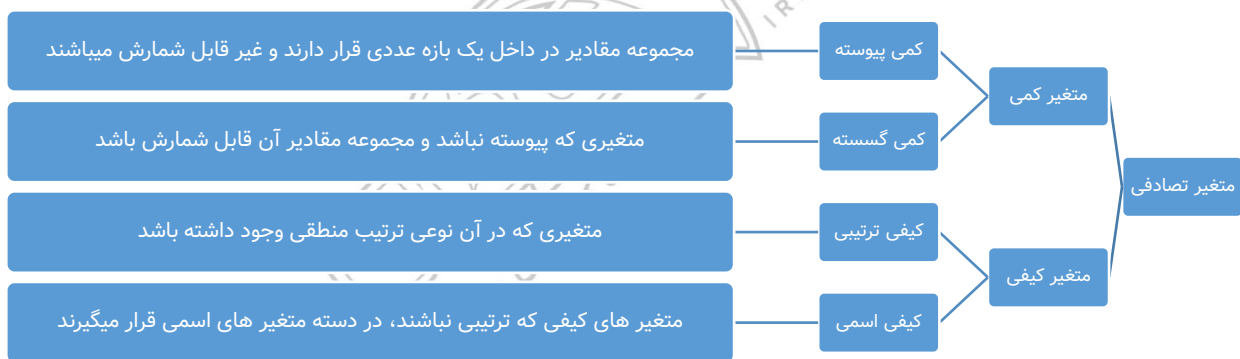 متغیر تصادفی
متغیر کمی
کمی پیوسته
مجموعه مقادیر در داخل یک بازه عددی قرار دارند و غیر قابل شمارش میباشند
کمی گسسته
متغیری که پیوسته نباشد و مجموعه مقادیر آن قابل شمارش باشد
متغیر کیفی
کیفی ترتیبی
متغیری که در آن نوعی ترتیب منطقی وجود داشته باشد
کیفی اسمی
متغیر های کیفی که ترتیبی نباشند، در دسته متغیر های اسمی قرار میگیرند